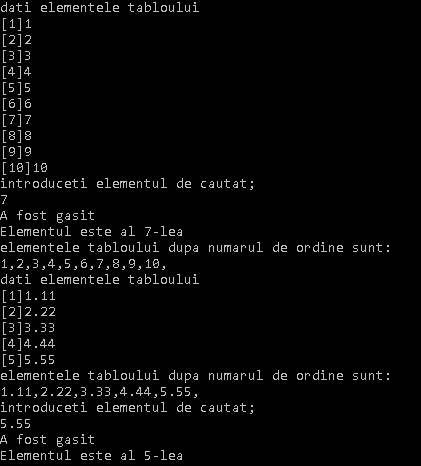 dati elementele tabloului
[1]1
[2]2
[3]3
[4]4
[5]5
[6]6
[7]7
[8]8
[9]9
[10]10
introduceti elementul de cautat;
7
A fost gasit
Elementul este al 7-lea
elementele tabloului dupa numarul de ordine sunt:
1,2,3,4,5,6,7,8,9,10,
dati elementele tabloului
[1]1.11
[2]2.22
[3]3.33
[4]4.44
[5]5.55
elementele tabloului dupa numarul de ordine sunt:
1.11,2.22,3.33,4.44,5.55,
introduceti elementul de cautat;
5.55
A fost gasit
Elementul este al 5-lea